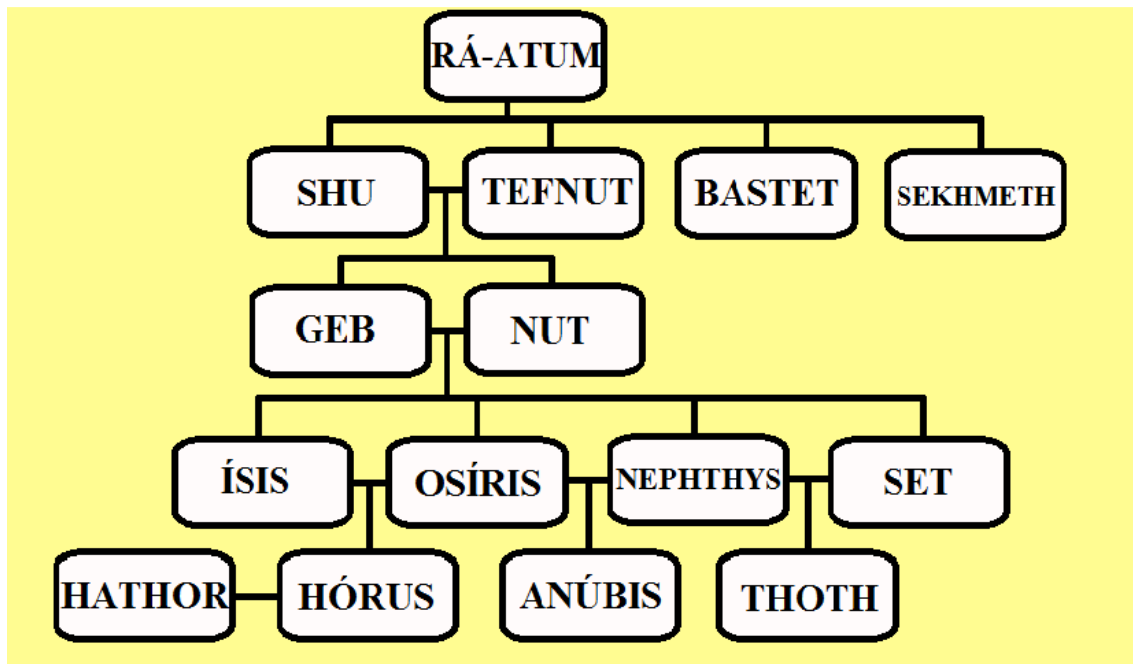 RÁ-ATUM
SHU
TEFNUT
BASTET
SEKHMETH
GEB
NUT
ÍSIS
OSÍRIS
NEPHTHYS
SET
HATHOR
HÓRUS
ANÚBIS
THOTH